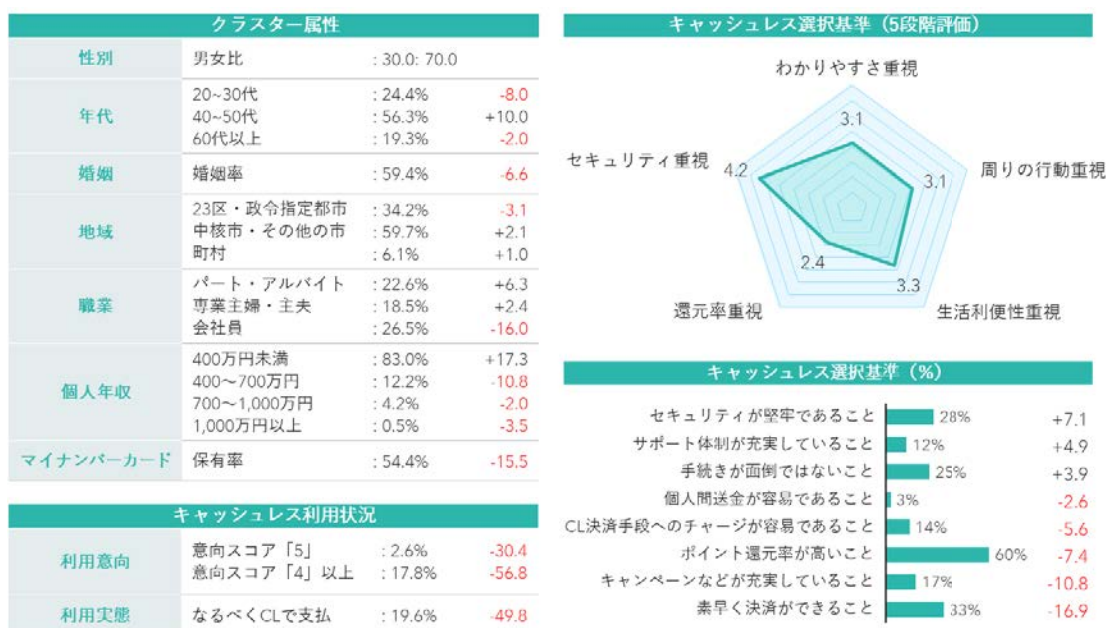 クラスター属性
性別 男女比 : 30.0: 70.0
年代
20~30代 : 24.4% -8.0
40~50代 : 56.3% +10.0
60代以上 : 19.3% -2.0
婚姻 婚姻率 : 59.4% -6.6
地域
23区・政令指定都市 : 34.2% -3.1
中核市・その他の市 : 59.7% +2.1
町村 : 6.1% +1.0
職業
パート・アルバイト : 22.6% +6.3
専業主婦・主夫 : 18.5% +2.4
会社員 : 26.5% -16.0
個人年収
400万円未満 : 83.0% +17.3
400〜700万円 : 12.2% -10.8
700〜1,000万円 : 4.2% -2.0
1,000万円以上 : 0.5% -3.5
マイナンバーカード 保有率 : 54.4% -15.5
キャッシュレス利用状況
利用意向
意向スコア「5」 : 2.6% -30.4
意向スコア「4」以上 : 17.8% -56.8
利用実態 なるべくCLで支払 : 19.6% -49.8
キャッシュレス選択基準（5段階評価）
わかりやすさ重視
3.1
セキュリティ重視 4.2
3.1 周りの行動重視
2.4
3.3
還元率重視 生活利便性重視
キャッシュレス選択基準（%）
セキュリティが堅牢であること 28% +7.1
サポート体制が充実していること 12% +4.9
手続きが面倒ではないこと 25% +3.9
個人間送金が容易であること 3% -2.6
CL決済手段へのチャージが容易であること 14% -5.6
ポイント還元率が高いこと 60% -7.4
キャンペーンなどが充実していること 17% -10.8
素早く決済ができること 33% -16.9